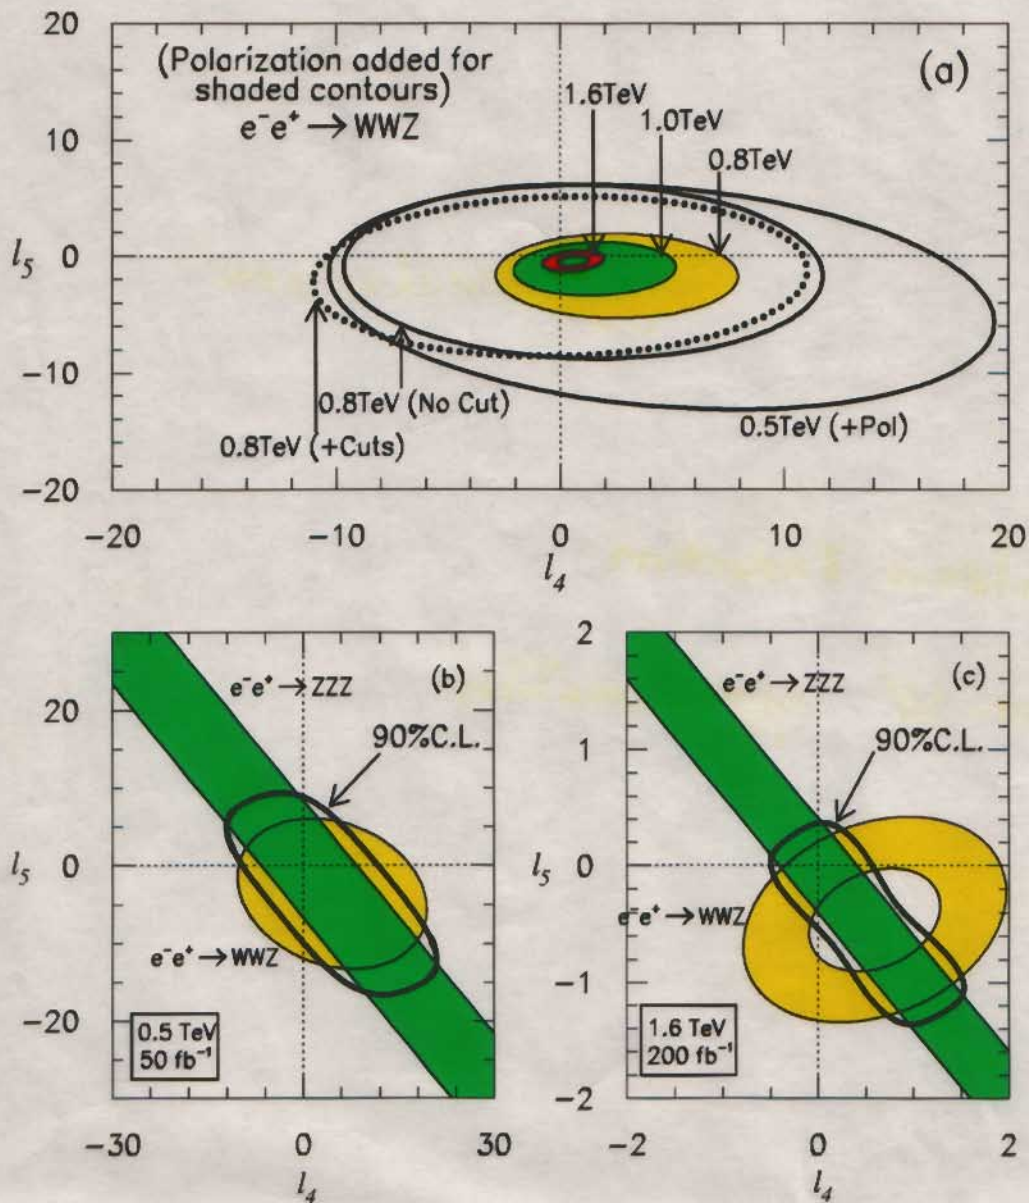 20
10
0
-10
-20
l5
(Polarization added for
shaded contours)
e⁻e⁺ → WWZ
(a)
1.6TeV
1.0TeV
0.8TeV
0.8TeV (No Cut)
0.8TeV (+Cuts)
0.5TeV (+Pol)
-20
-10
0
10
20
l4
20
0
-20
l5
e⁻e⁺ → ZZZ
(b)
90%C.L.
e⁻e⁺ → WWZ
0.5 TeV
50 fb⁻¹
-30
0
30
l4
2
1
0
-1
-2
l5
e⁻e⁺ → ZZZ
(c)
90%C.L.
e⁻e⁺ → WWZ
1.6 TeV
200 fb⁻¹
-2
0
2
l4